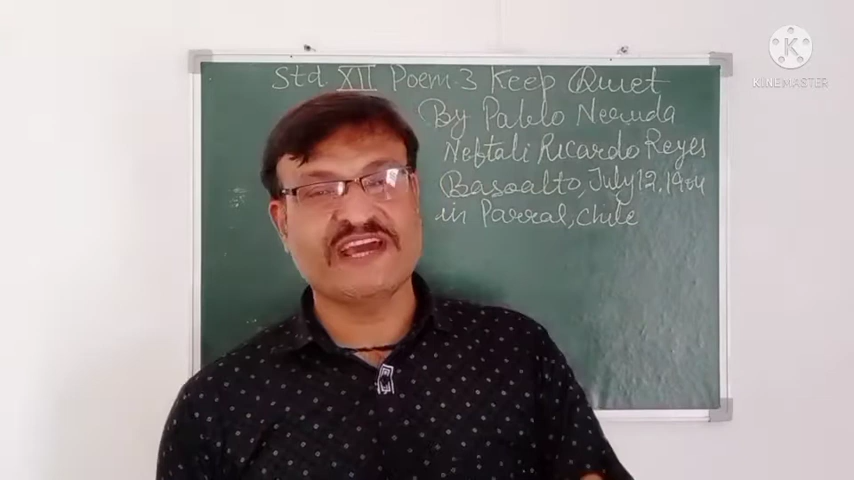 Std XII Poem.3 Keep Quiet
By Pablo Neruda
Neftali Ricardo Reyes
Basoalto, July 12.1904
in Parral, Chile
K
KINEMASTER